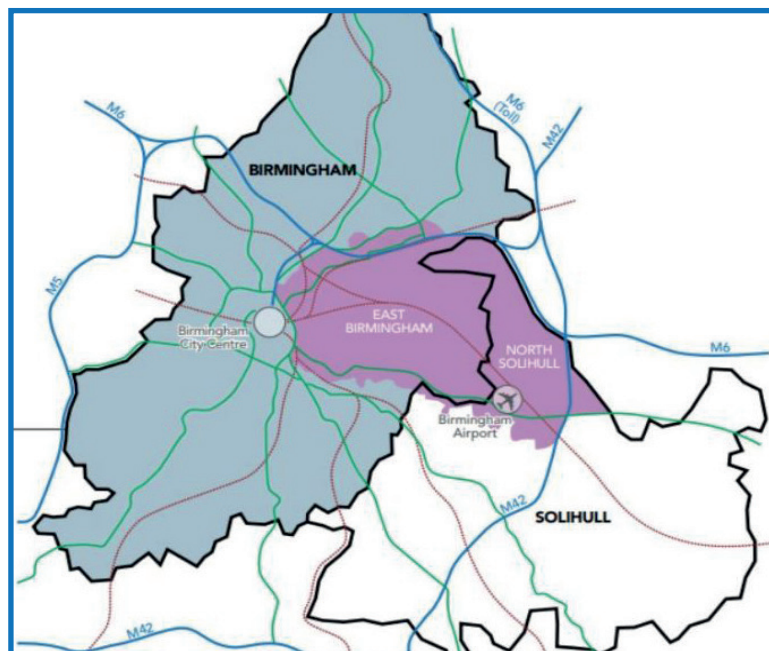 M6
M6
(Toll)
M42
BIRMINGHAM
M5
EAST
BIRMINGHAM
Birmingham
City Centre
NORTH
SOLIHULL
M6
Birmingham
Airport
M42
SOLIHULL
M42